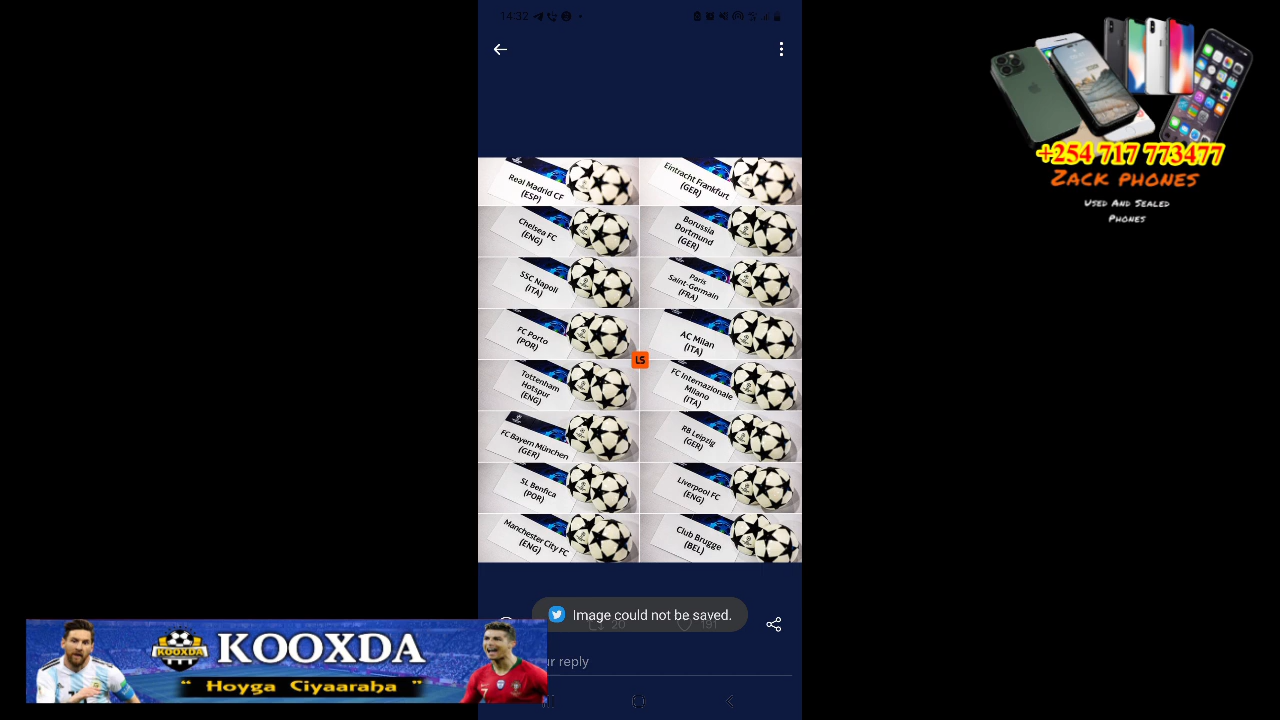 14:32
Real Madrid CF
(ESP)
Eintracht Frankfurt
(GER)
Chelsea FC
(ENG)
Borussia
Dortmund
(GER)
SSC Napoli
(ITA)
Paris
Saint-Germain
(FRA)
FC Porto
(POR)
AC Milan
(ITA)
LS
Tottenham
Hotspur
(ENG)
FC Internazionale
Milano
(ITA)
FC Bayern München
(GER)
RB Leipzig
(GER)
SL Benfica
(POR)
Liverpool FC
(ENG)
Manchester City FC
(ENG)
Club Brugge
(BEL)
Image could not be saved.
ur reply
+254 717 773477
Zack phones
Used And Sealed
Phones
KOOXDA
KOOXDA
“ Hoyga Ciyaaraha ”